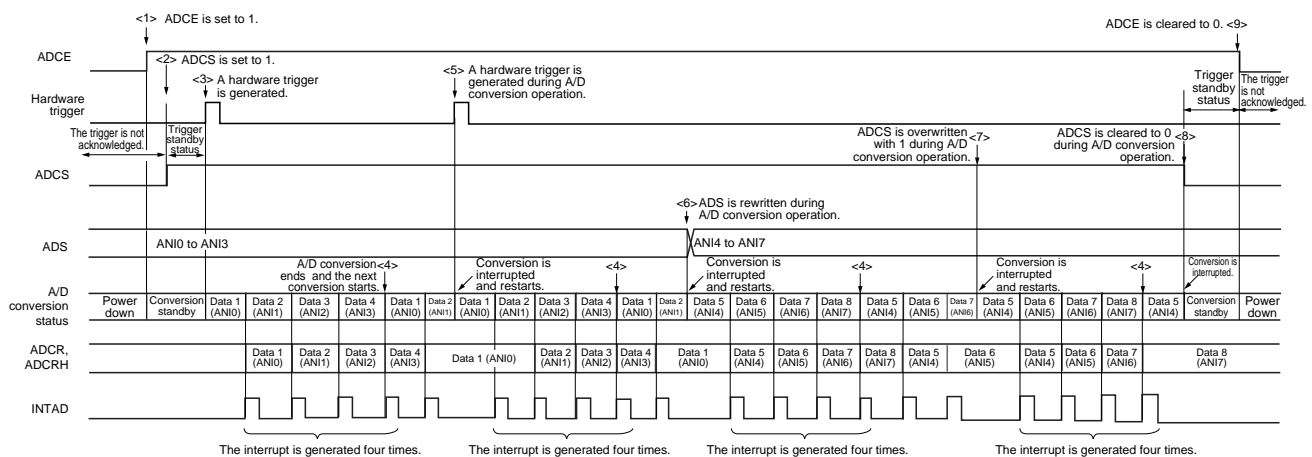 <1> ADCE is set to 1.
ADCE is cleared to 0. <9>
ADCE
<2> ADCS is set to 1.
<3> A hardware trigger
is generated.
<5> A hardware trigger is
generated during A/D
conversion operation.
Trigger
standby
status
The trigger
is not
acknowledged.
Hardware
trigger
The trigger is not
acknowledged.
Trigger
standby
status
ADCS is overwritten
with 1 during A/D
conversion operation.
<7>
ADCS is cleared to 0
during A/D conversion
operation.
<8>
ADCS
<6> ADS is rewritten during
A/D conversion operation.
ADS
ANI0 to ANI3
ANI4 to ANI7
A/D conversion
ends and the next
conversion starts.
<4>
Conversion is
interrupted
and restarts.
<4>
Conversion is
interrupted
and restarts.
<4>
Conversion is
interrupted
and restarts.
<4>
Conversion is
interrupted.
A/D
conversion
status
Power
down
Conversion
standby
Data 1
(ANI0)
Data 2
(ANI1)
Data 3
(ANI2)
Data 4
(ANI3)
Data 1
(ANI0)
Data 2
(ANI1)
Data 1
(ANI0)
Data 2
(ANI1)
Data 3
(ANI2)
Data 4
(ANI3)
Data 1
(ANI0)
Data 2
(ANI1)
Data 5
(ANI4)
Data 6
(ANI5)
Data 7
(ANI6)
Data 8
(ANI7)
Data 5
(ANI4)
Data 6
(ANI5)
Data 7
(ANI6)
Data 5
(ANI4)
Data 6
(ANI5)
Data 7
(ANI6)
Data 8
(ANI7)
Data 5
(ANI4)
Conversion
standby
Power
down
ADCR,
ADCRH
Data 1
(ANI0)
Data 2
(ANI1)
Data 3
(ANI2)
Data 4
(ANI3)
Data 1 (ANI0)
Data 2
(ANI1)
Data 3
(ANI2)
Data 4
(ANI3)
Data 1
(ANI0)
Data 5
(ANI4)
Data 6
(ANI5)
Data 7
(ANI6)
Data 8
(ANI7)
Data 5
(ANI4)
Data 6
(ANI5)
Data 5
(ANI4)
Data 6
(ANI5)
Data 7
(ANI6)
Data 8
(ANI7)
INTAD
The interrupt is generated four times.
The interrupt is generated four times.
The interrupt is generated four times.
The interrupt is generated four times.